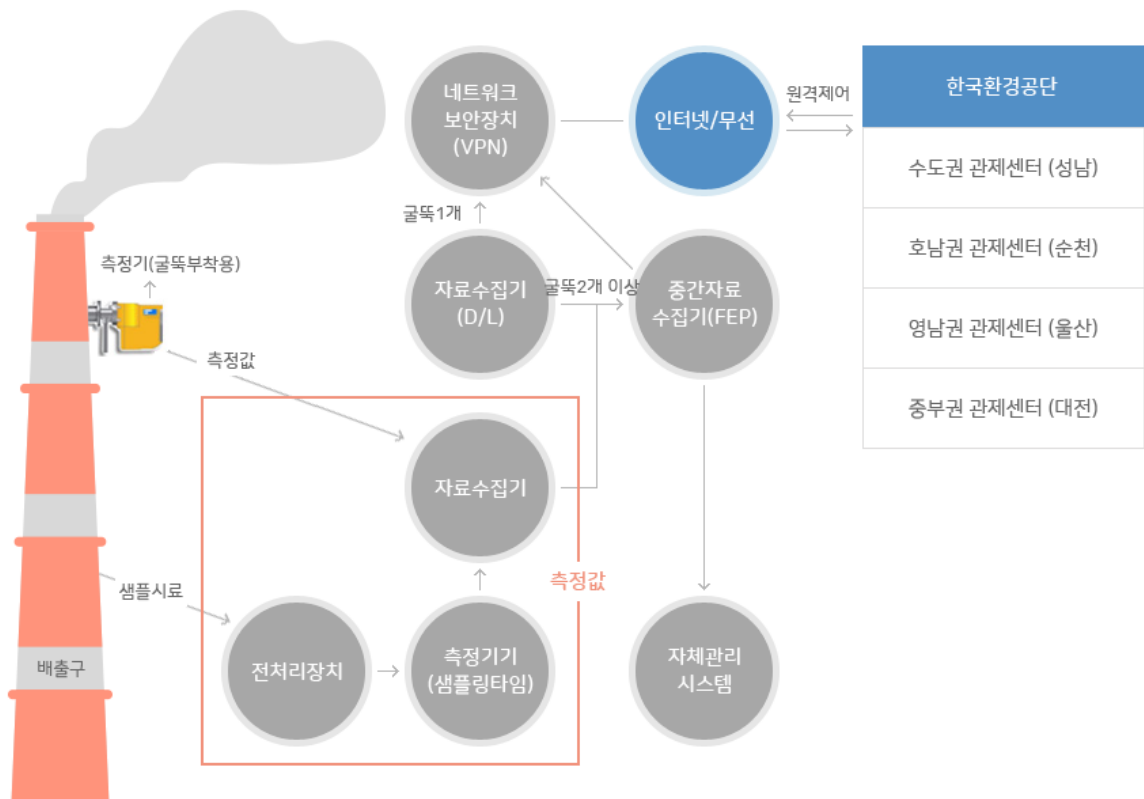 네트워크
보안장치
(VPN)
인터넷/무선
원격제어
한국환경공단
수도권 관제센터 (성남)
호남권 관제센터 (순천)
영남권 관제센터 (울산)
중부권 관제센터 (대전)
굴뚝1개
측정기(굴뚝부착용)
자료수집기
(D/L)
굴뚝2개 이상
중간자료
수집기(FEP)
측정값
자료수집기
측정값
샘플시료
배출구
전처리장치
측정기기
(샘플링타임)
자체관리
시스템